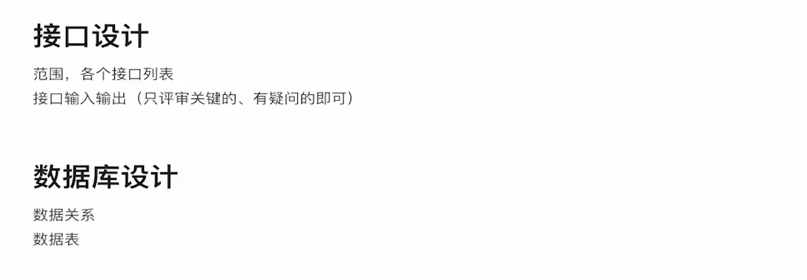 接口设计
范围，各个接口列表
接口输入输出（只评审关键的、有疑问的即可）
数据库设计
数据关系
数据表